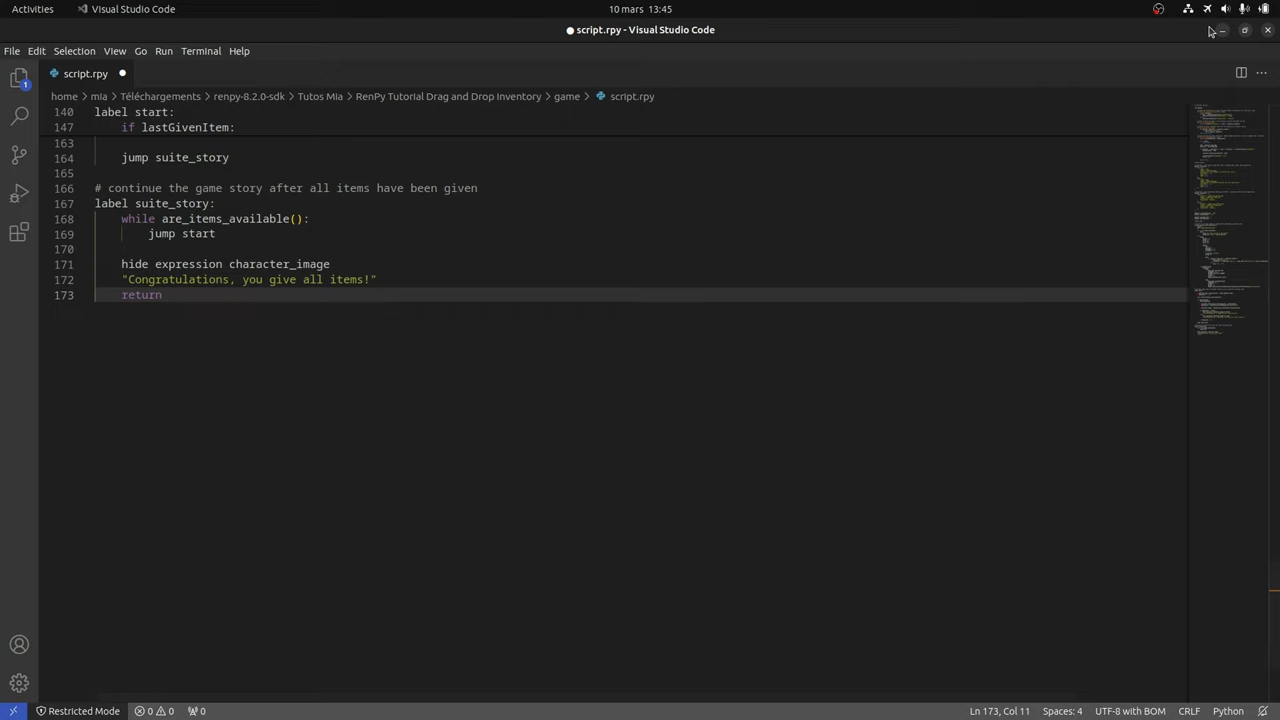 Activities
Visual Studio Code
10 mars 13:45
script.rpy - Visual Studio Code
File Edit Selection View Go Run Terminal Help
script.rpy
home > mia > Téléchargements > renpy-8.2.0-sdk > Tutos Mia > RenPy Tutorial Drag and Drop Inventory > game > script.rpy
140 label start:
147 if lastGivenItem:
163
164 jump suite_story
165
166 # continue the game story after all items have been given
167 label suite_story:
168 while are_items_available():
169 jump start
170
171 hide expression character_image
172 "Congratulations, you give all items!"
173 return
1
Restricted Mode 0 0 0 Ln 173, Col 11 Spaces: 4 UTF-8 with BOM CRLF Python